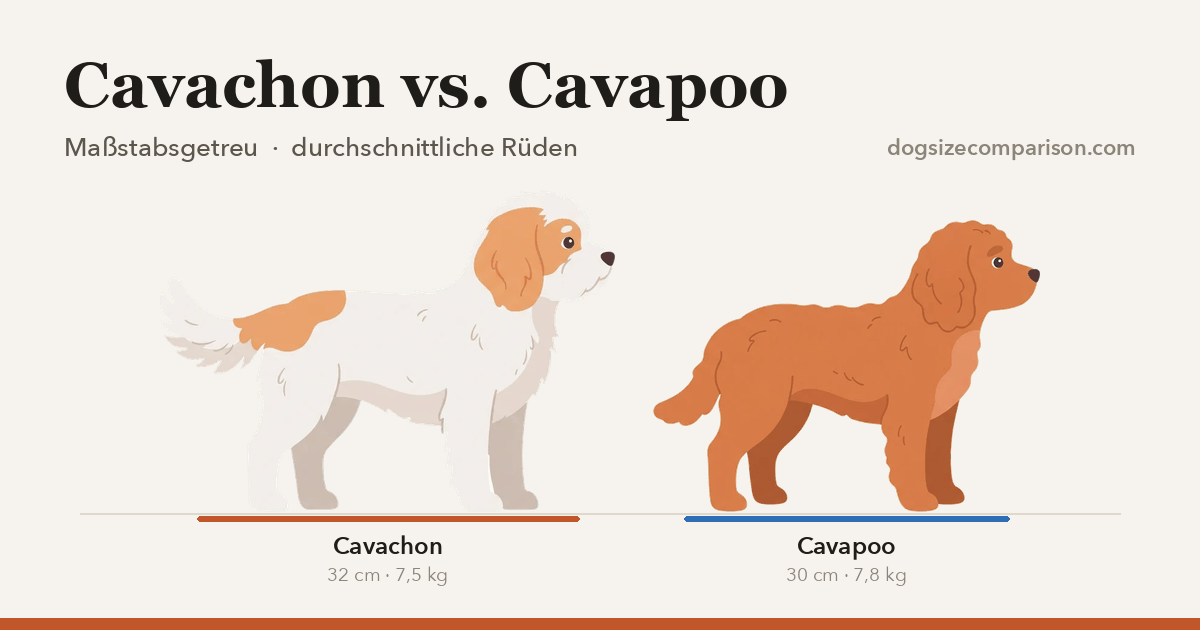 Cavachon vs. Cavapoo
Maßstabsgetreu · durchschnittliche Rüden
dogsizecomparison.com
Cavachon
32 cm · 7,5 kg
Cavapoo
30 cm · 7,8 kg